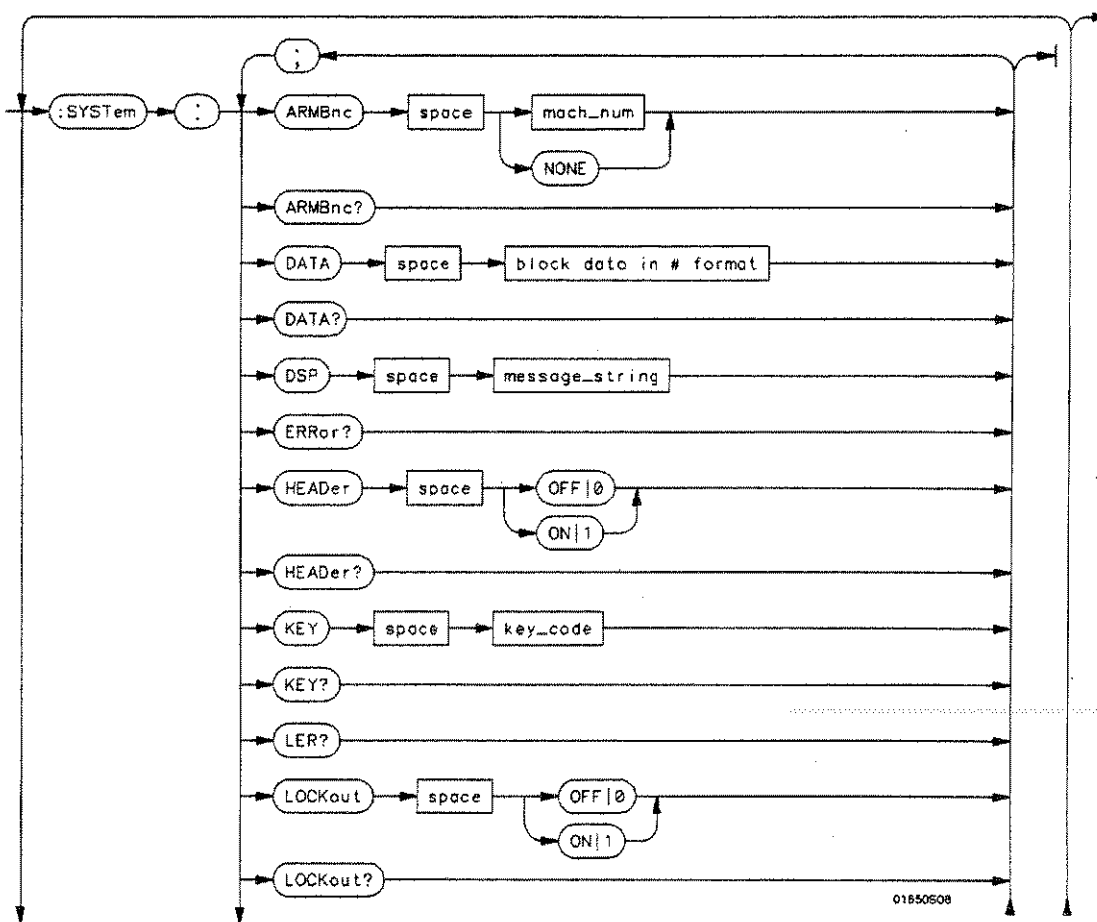 ;
:SYSTem : ARMBnc space mach_num
NONE
ARMBnc?
DATA space block data in # format
DATA?
DSP space message_string
ERRor?
HEADer space OFF|0
ON|1
HEADer?
KEY space key_code
KEY?
LER?
LOCKout space OFF|0
ON|1
LOCKout?
01650S08